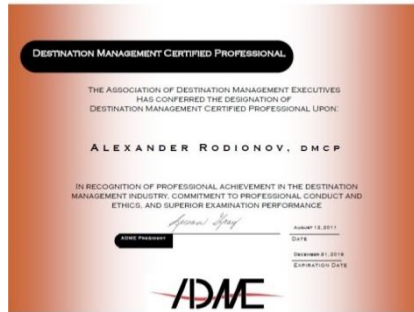 DESTINATION MANAGEMENT CERTIFIED PROFESSIONAL
THE ASSOCIATION OF DESTINATION MANAGEMENT EXECUTIVES
HAS CONFERRED THE DESIGNATION OF
DESTINATION MANAGEMENT CERTIFIED PROFESSIONAL UPON:
ALEXANDER RODIONOV, DMCP
IN RECOGNITION OF PROFESSIONAL ACHIEVEMENT IN THE DESTINATION
MANAGEMENT INDUSTRY, COMMITMENT TO PROFESSIONAL CONDUCT AND
ETHICS, AND SUPERIOR EXAMINATION PERFORMANCE
AUGUST 12, 2011
ADME PRESIDENT
DATE
DECEMBER 31, 2016
EXPIRATION DATE
ADME